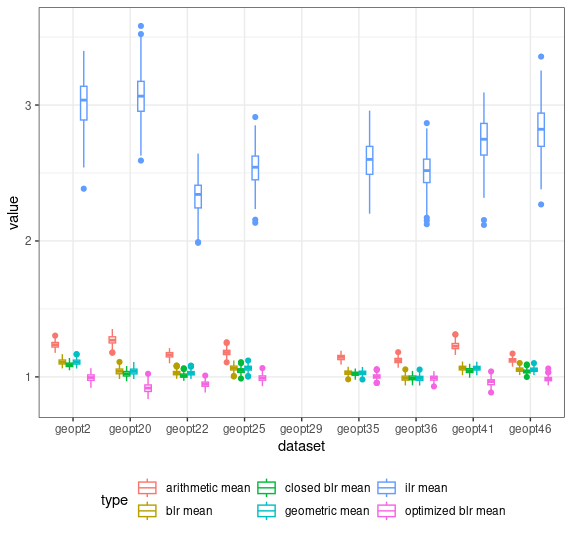 3
2
1
value
geopt2 geopt20 geopt22 geopt25 geopt29 geopt35 geopt36 geopt41 geopt46
dataset
type
arithmetic mean closed blr mean ilr mean
blr mean geometric mean optimized blr mean